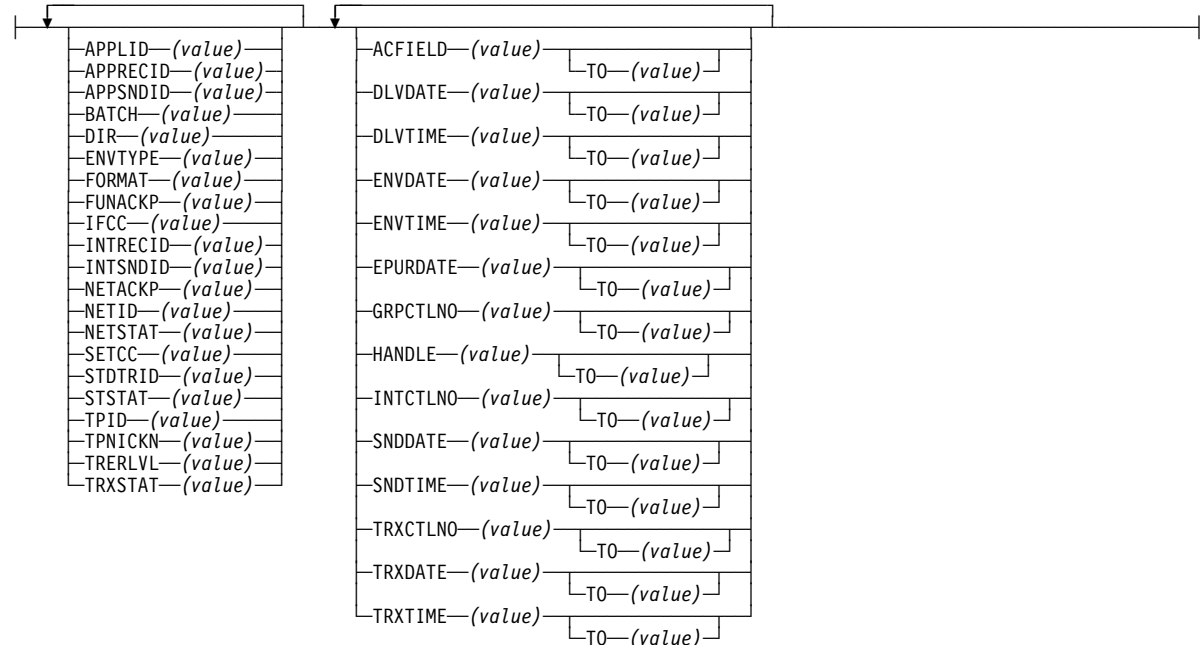 APPLID (value)
APPRECID (value)
APPSNDID (value)
BATCH (value)
DIR (value)
ENVTYPE (value)
FORMAT (value)
FUNACKP (value)
IFCC (value)
INTRECID (value)
INTSNDID (value)
NETACKP (value)
NETID (value)
NETSTAT (value)
SETCC (value)
STDTRID (value)
STSTAT (value)
TPID (value)
TPNICKN (value)
TRERLVL (value)
TRXSTAT (value)
ACFIELD (value)
TO (value)
DLVDATE (value)
TO (value)
DLVTIME (value)
TO (value)
ENVDATE (value)
TO (value)
ENVTIME (value)
TO (value)
EPURDATE (value)
TO (value)
GRPCTLNO (value)
TO (value)
HANDLE (value)
TO (value)
INTCTLNO (value)
TO (value)
SNDDATE (value)
TO (value)
SNDTIME (value)
TO (value)
TRXCTLNO (value)
TO (value)
TRXDATE (value)
TO (value)
TRXTIME (value)
TO (value)